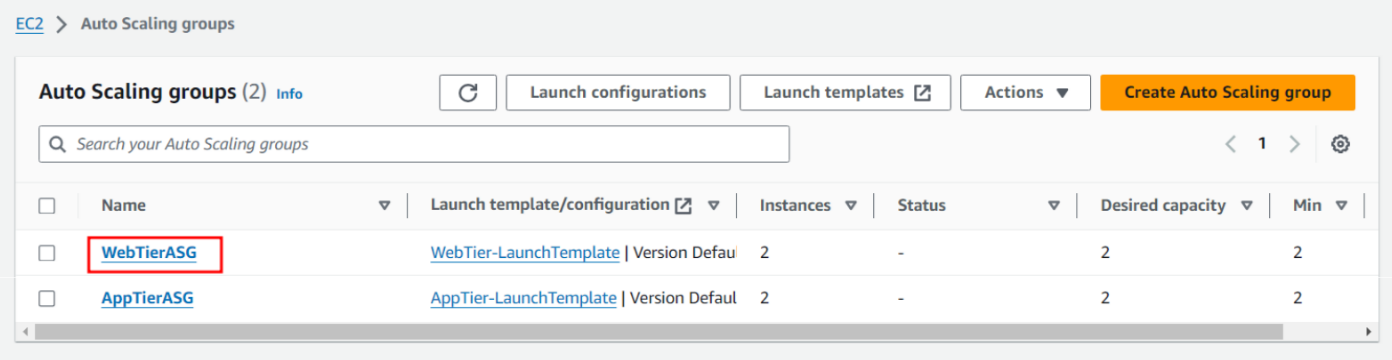 EC2 > Auto Scaling groups
Auto Scaling groups (2) Info Launch configurations Launch templates Actions Create Auto Scaling group
Search your Auto Scaling groups 1
Name Launch template/configuration Instances Status Desired capacity Min
WebTierASG WebTier-LaunchTemplate | Version Defau 2 - 2 2
AppTierASG AppTier-LaunchTemplate | Version Defaul 2 - 2 2